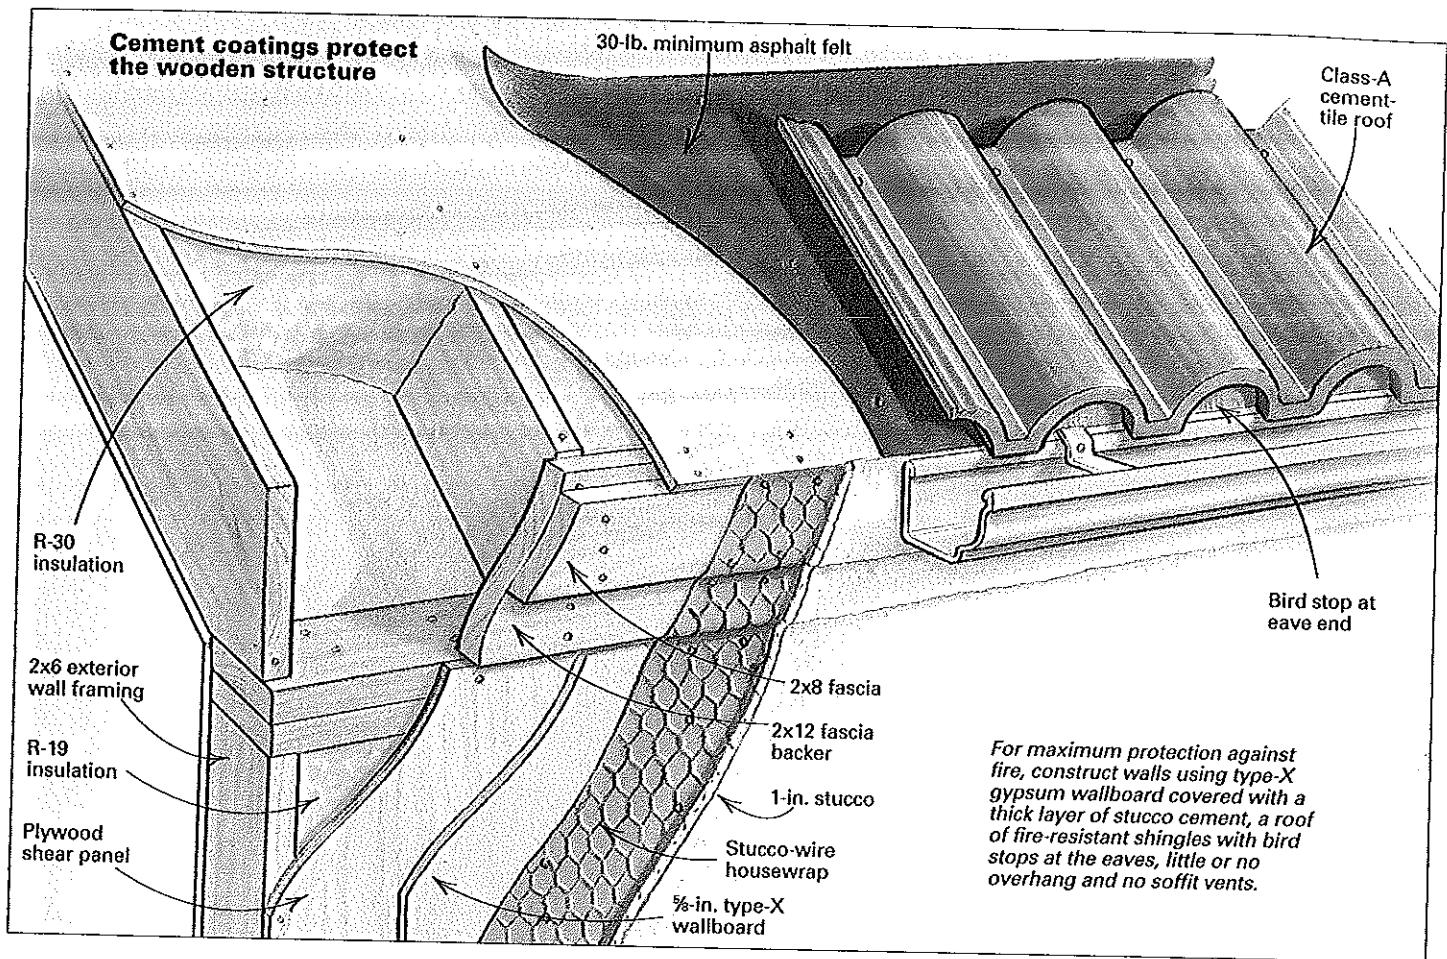 Cement coatings protect
the wooden structure
30-lb. minimum asphalt felt
Class-A
cement-
tile roof
R-30
insulation
2x6 exterior
wall framing
R-19
insulation
Plywood
shear panel
Bird stop at
eave end
2x8 fascia
2x12 fascia
backer
1-in. stucco
Stucco-wire
housewrap
⅝-in. type-X
wallboard
For maximum protection against
fire, construct walls using type-X
gypsum wallboard covered with a
thick layer of stucco cement, a roof
of fire-resistant shingles with bird
stops at the eaves, little or no
overhang and no soffit vents.